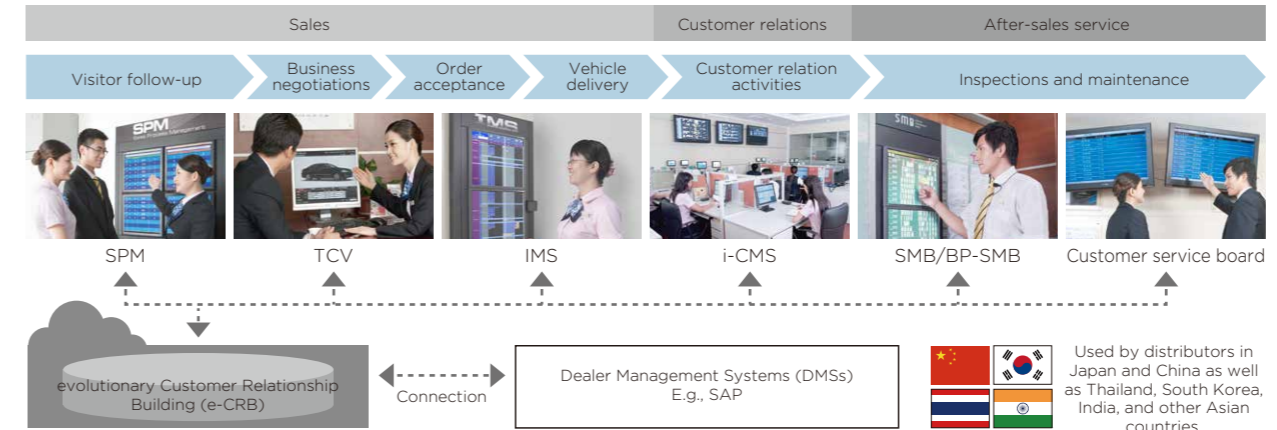 Sales
Customer relations
After-sales service
Visitor follow-up
Business
negotiations
Order
acceptance
Vehicle
delivery
Customer relation
activities
Inspections and maintenance
SPM
Sales Process Management
TMS
SMB
SPM
TCV
IMS
i-CMS
SMB/BP-SMB
Customer service board
evolutionary Customer Relationship
Building (e-CRB)
Connection
Dealer Management Systems (DMSs)
E.g., SAP
Used by distributors in
Japan and China as well
as Thailand, South Korea,
India, and other Asian
countries